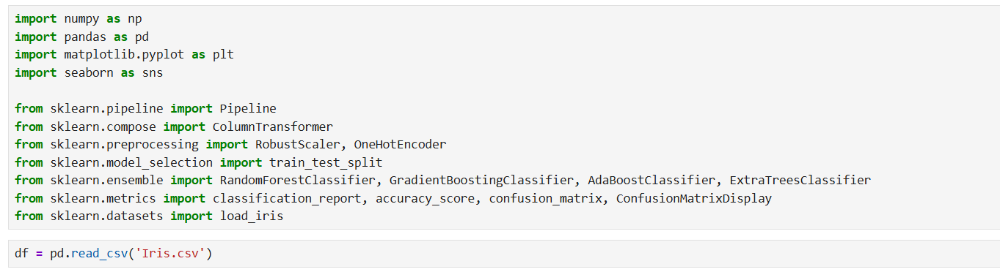 import numpy as np
import pandas as pd
import matplotlib.pyplot as plt
import seaborn as sns
from sklearn.pipeline import Pipeline
from sklearn.compose import ColumnTransformer
from sklearn.preprocessing import RobustScaler, OneHotEncoder
from sklearn.model_selection import train_test_split
from sklearn.ensemble import RandomForestClassifier, GradientBoostingClassifier, AdaBoostClassifier, ExtraTreesClassifier
from sklearn.metrics import classification_report, accuracy_score, confusion_matrix, ConfusionMatrixDisplay
from sklearn.datasets import load_iris
df = pd.read_csv('Iris.csv')